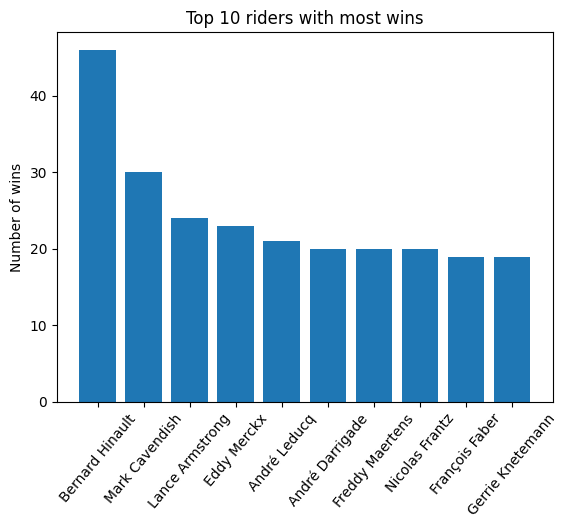 Top 10 riders with most wins
Number of wins
40
30
20
10
0
Bernard Hinault
Mark Cavendish
Lance Armstrong
Eddy Merckx
André Leducq
André Darrigade
Freddy Maertens
Nicolas Frantz
François Faber
Gerrie Knetemann